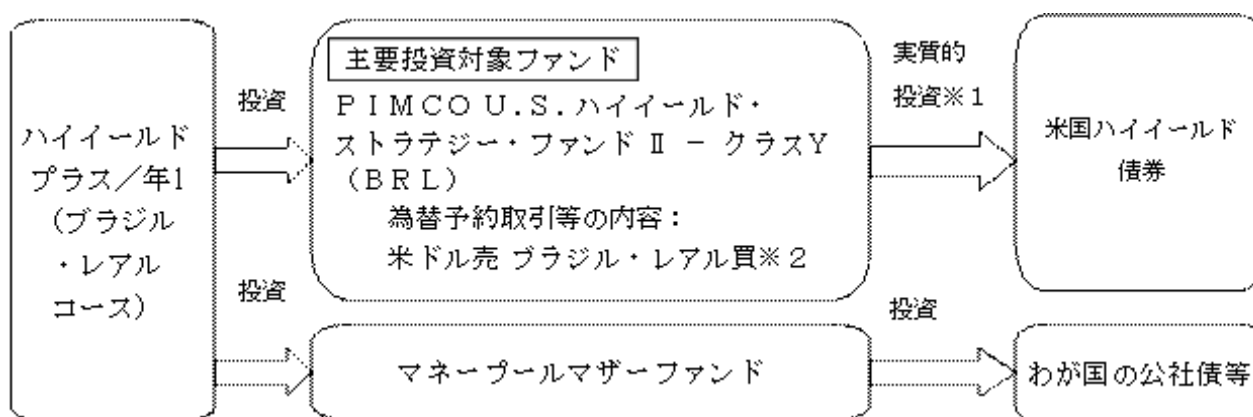 ハイイールド
プラス／年1
（ブラジル
・レアル
コース）
投資
投資
主要投資対象ファンド
ＰＩＭＣＯ Ｕ.Ｓ.ハイイールド・
ストラテジー・ファンド Ⅱ － クラスＹ
（ＢＲＬ）
為替予約取引等の内容：
米ドル売 ブラジル・レアル買※２
マネープールマザーファンド
実質的
投資※１
投資
米国ハイイールド
債券
わが国の公社債等